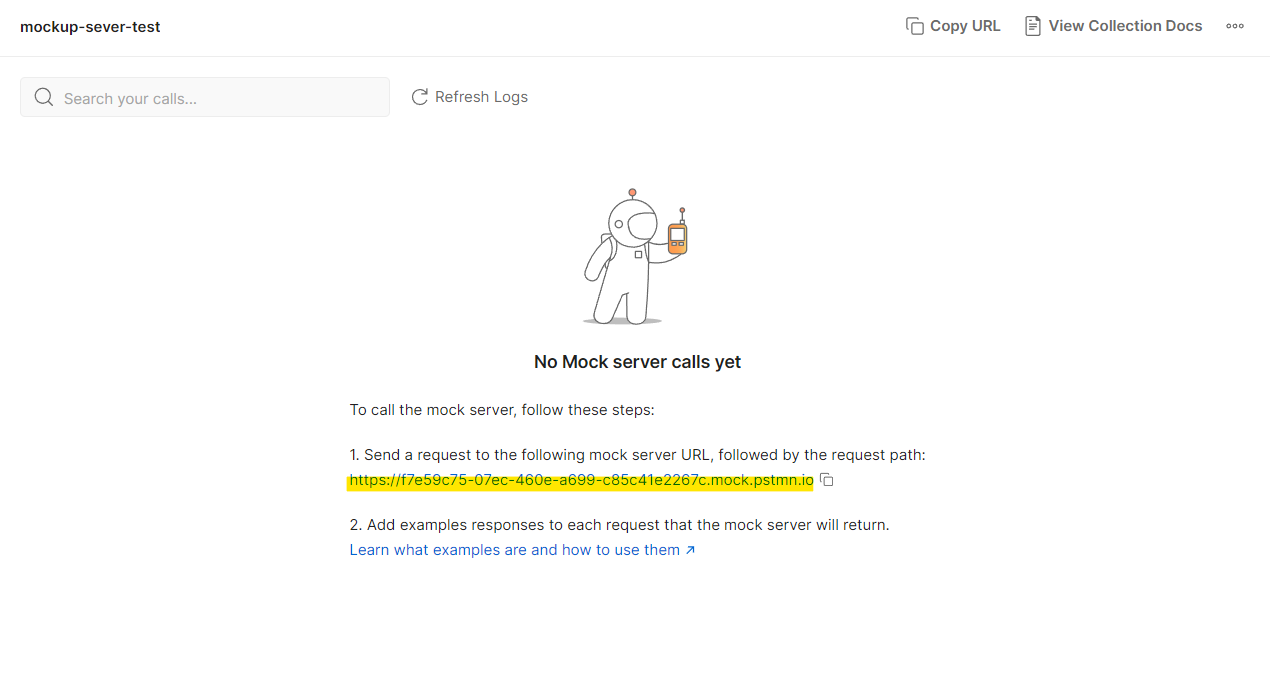 mockup-sever-test
Copy URL
View Collection Docs
Search your calls...
Refresh Logs
No Mock server calls yet
To call the mock server, follow these steps:
1. Send a request to the following mock server URL, followed by the request path:
https://f7e59c75-07ec-460e-a699-c85c41e2267c.mock.pstmn.io
2. Add examples responses to each request that the mock server will return.
Learn what examples are and how to use them ↗